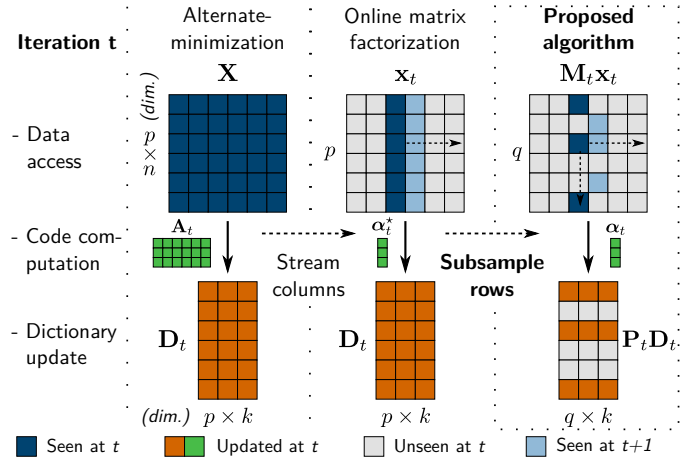 Iteration t
Alternate-
minimization
Online matrix
factorization
Proposed
algorithm
X
x_t
M_t x_t
- Data
access
p × n (dim.)
p
q
- Code com-
putation
A_t
α_t^⋆
α_t
Stream
columns
Subsample
rows
- Dictionary
update
D_t
D_t
P_t D_t
(dim.) p × k
p × k
q × k
Seen at t
Updated at t
Unseen at t
Seen at t+1